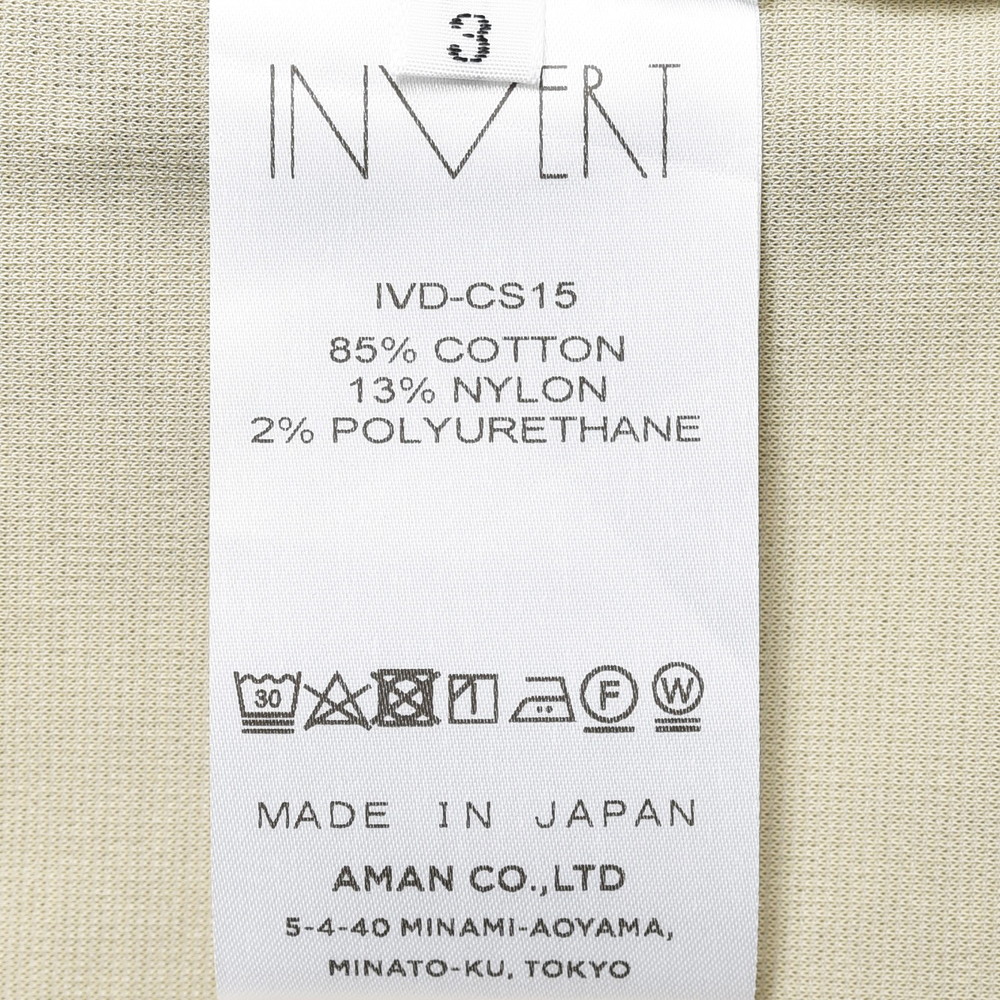 3
INVERT
IVD-CS15
85% COTTON
13% NYLON
2% POLYURETHANE
30 F W
MADE IN JAPAN
AMAN CO.,LTD
5-4-40 MINAMI-AOYAMA,
MINATO-KU, TOKYO